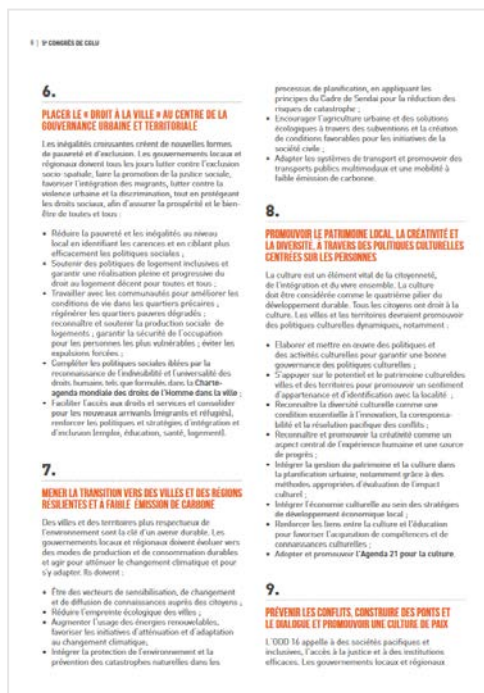 6 | 5e CONGRÈS DE CGLU
6.
PLACER LE « DROIT À LA VILLE » AU CENTRE DE LA
GOUVERNANCE URBAINE ET TERRITORIALE
Les inégalités croissantes créent de nouvelles formes
de pauvreté et d'exclusion. Les gouvernements locaux et
régionaux doivent tous les jours lutter contre l'exclusion
socio-spatiale, faire la promotion de la justice sociale,
favoriser l'intégration des migrants, lutter contre la
violence urbaine et la discrimination, tout en protégeant
les droits sociaux, afin d'assurer la prospérité et le bien-
être de toutes et tous :
• Réduire la pauvreté et les inégalités au niveau
local en identifiant les carences et en ciblant plus
efficacement les politiques sociales ;
• Soutenir des politiques de logement inclusives et
garantir une réalisation pleine et progressive du
droit au logement décent pour toutes et tous ;
• Travailler avec les communautés pour améliorer les
conditions de vie dans les quartiers précaires ,
régénérer les quartiers pauvres dégradés ;
reconnaître et soutenir la production sociale de
logements ; garantir la sécurité de l'occupation
pour les personnes les plus vulnérables ; éviter les
expulsions forcées ;
• Compléter les politiques sociales iblées par la
reconnaissance de l'indivisibilité et l'universalité des
droits humains tels que formulés dans la Charte-
agenda mondiale des droits de l'Homme dans la ville ;
• Faciliter l'accès aux droits et services et consolider
pour les nouveaux arrivants (migrants et réfugiés),
renforcer les politiques et stratégies d'intégration et
d'inclusion (emploi, éducation, santé, logement).
7.
MENER LA TRANSITION VERS DES VILLES ET DES RÉGIONS
RÉSILIENTES ET À FAIBLE ÉMISSION DE CARBONE
Des villes et des territoires plus respectueux de
l'environnement sont la clé d'un avenir durable. Les
gouvernements locaux et régionaux doivent évoluer vers
des modes de production et de consommation durables
et agir pour atténuer le changement climatique et pour
s'y adapter. Ils doivent :
• Être des vecteurs de sensibilisation, de changement
et de diffusion de connaissances auprès des citoyens ;
• Réduire l'empreinte écologique des villes ;
• Augmenter l'usage des énergies renouvelables,
favoriser les initiatives d'atténuation et d'adaptation
au changement climatique,
• Intégrer la protection de l'environnement et la
prévention des catastrophes naturelles dans les
processus de planification, en appliquant les
principes du Cadre de Sendai pour la réduction des
risques de catastrophe ;
• Encourager l'agriculture urbaine et des solutions
écologiques à travers des subventions et la création
de conditions favorables pour les initiatives de la
société civile ;
• Adapter les systèmes de transport et promouvoir des
transports publics multimodaux et une mobilité à
faible émission de carbone.
8.
PROMOUVOIR LE PATRIMOINE LOCAL, LA CRÉATIVITÉ ET
LA DIVERSITÉ, À TRAVERS DES POLITIQUES CULTURELLES
CENTRÉES SUR LES PERSONNES
La culture est un élément vital de la citoyenneté,
de l'intégration et du vivre ensemble. La culture
doit être considérée comme le quatrième pilier du
développement durable. Tous les citoyens ont droit à la
culture. Les villes et les territoires devraient promouvoir
des politiques culturelles dynamiques, notamment :
• Elaborer et mettre en œuvre des politiques et
des activités culturelles pour garantir une bonne
gouvernance des politiques culturelles ;
• S'appuyer sur le potentiel et le patrimoine culturel des
villes et des territoires pour promouvoir un sentiment
d'appartenance et d'identification avec la localité ;
• Reconnaître la diversité culturelle comme une
condition essentielle à l'innovation, la coresponsa-
bilité et la résolution pacifique des conflits ;
• Reconnaître et promouvoir la créativité comme un
aspect central de l'expérience humaine et une source
de progrès ;
• Intégrer la gestion du patrimoine et la culture dans
la planification urbaine, notamment grâce à des
méthodes appropriées d'évaluation de l'impact
culturel ;
• Intégrer l'économie culturelle au sein des stratégies
de développement économique local ;
• Renforcer les liens entre la culture et l'éducation
pour favoriser l'acquisition de compétences et de
connaissances culturelles ;
• Adopter et promouvoir l'Agenda 21 pour la culture.
9.
PRÉVENIR LES CONFLITS, CONSTRUIRE DES PONTS ET
LE DIALOGUE ET PROMOUVOIR UNE CULTURE DE PAIX
L'ODD 16 appelle à des sociétés pacifiques et
inclusives, l'accès à la justice et à des institutions
efficaces. Les gouvernements locaux et régionaux